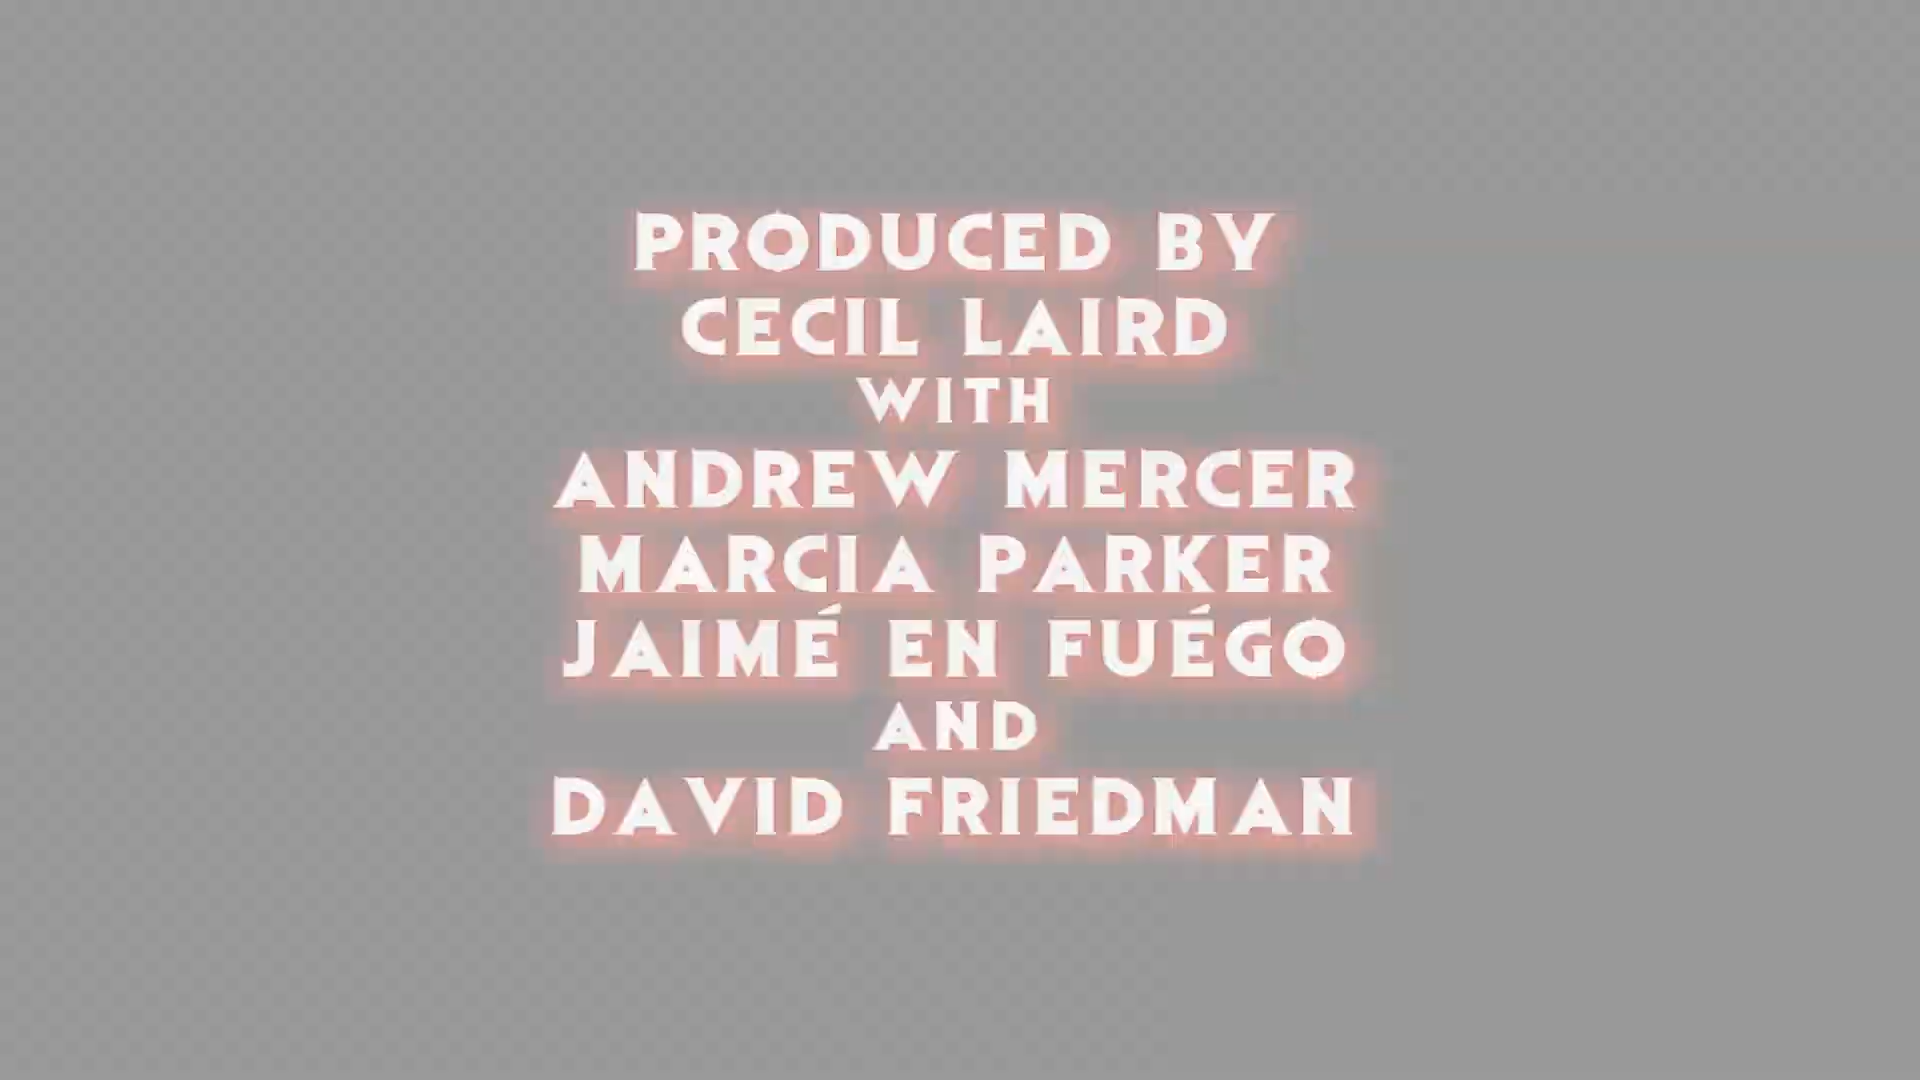 PRODUCED BY
CECIL LAIRD
WITH
ANDREW MERCER
MARCIA PARKER
JAIMÉ EN FUÉGO
AND
DAVID FRIEDMAN